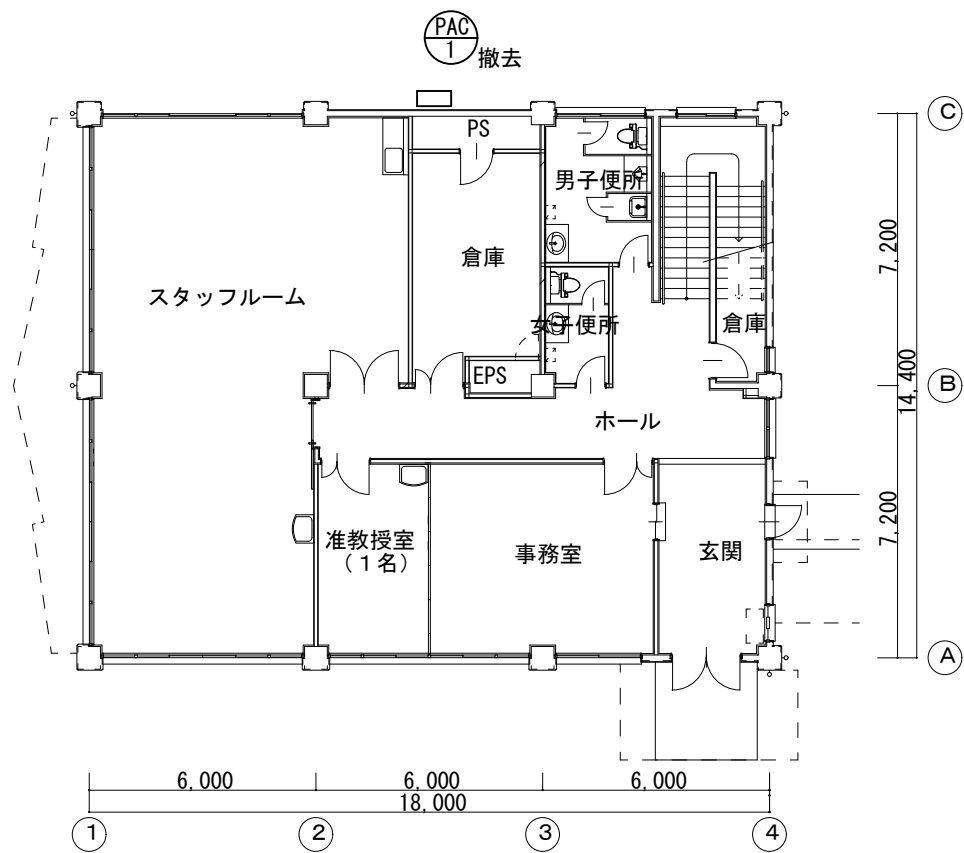 PAC
1
撤去
C
PS
男子便所
7,200
倉庫
スタッフルーム
女子便所
倉庫
EPS
B
14,400
ホール
准教授室
(1名)
事務室
玄関
7,200
A
6,000
6,000
6,000
18,000
1
2
3
4